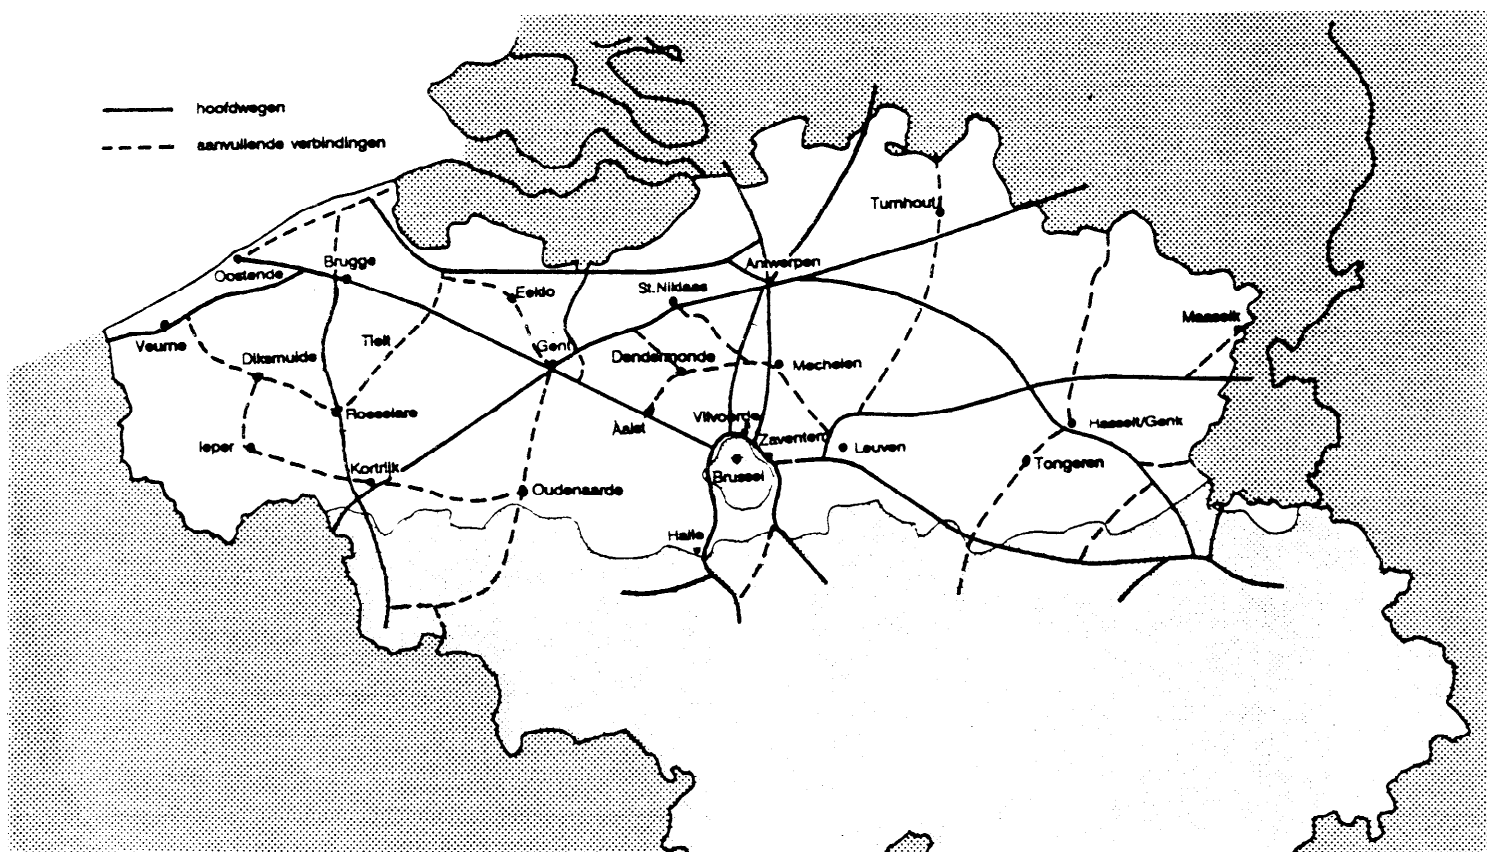 hoofdwegen
aanvullende verbindingen
Turnhout
Oostende
Brugge
Antwerpen
Eeklo
St.Niklaas
Maaseik
Veurne
Tielt
Gent
Diksmuide
Dendermonde
Mechelen
Roeselare
Aalst
Vilvoorde
Zaventem
Hasselt/Genk
Ieper
Leuven
Kortrijk
Brussel
Tongeren
Oudenaarde
Halle